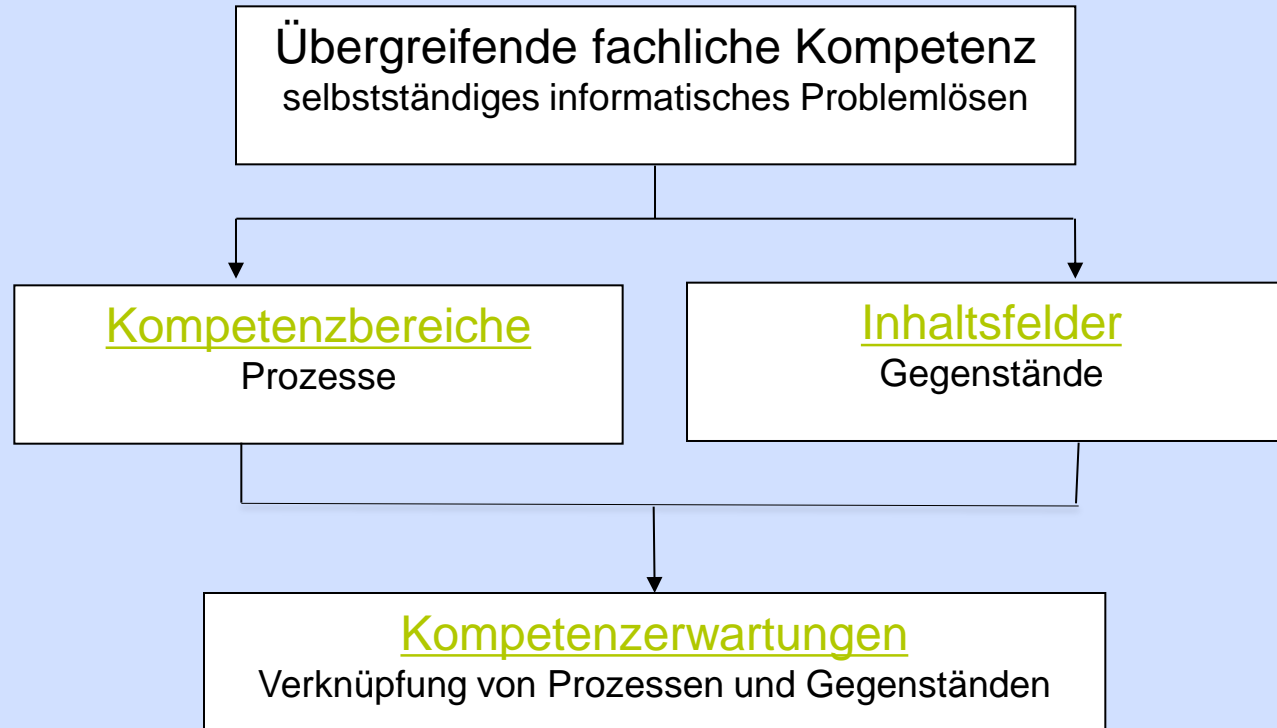 Übergreifende fachliche Kompetenz
selbstständiges informatisches Problemlösen
Kompetenzbereiche
Prozesse
Inhaltsfelder
Gegenstände
Kompetenzerwartungen
Verknüpfung von Prozessen und Gegenständen